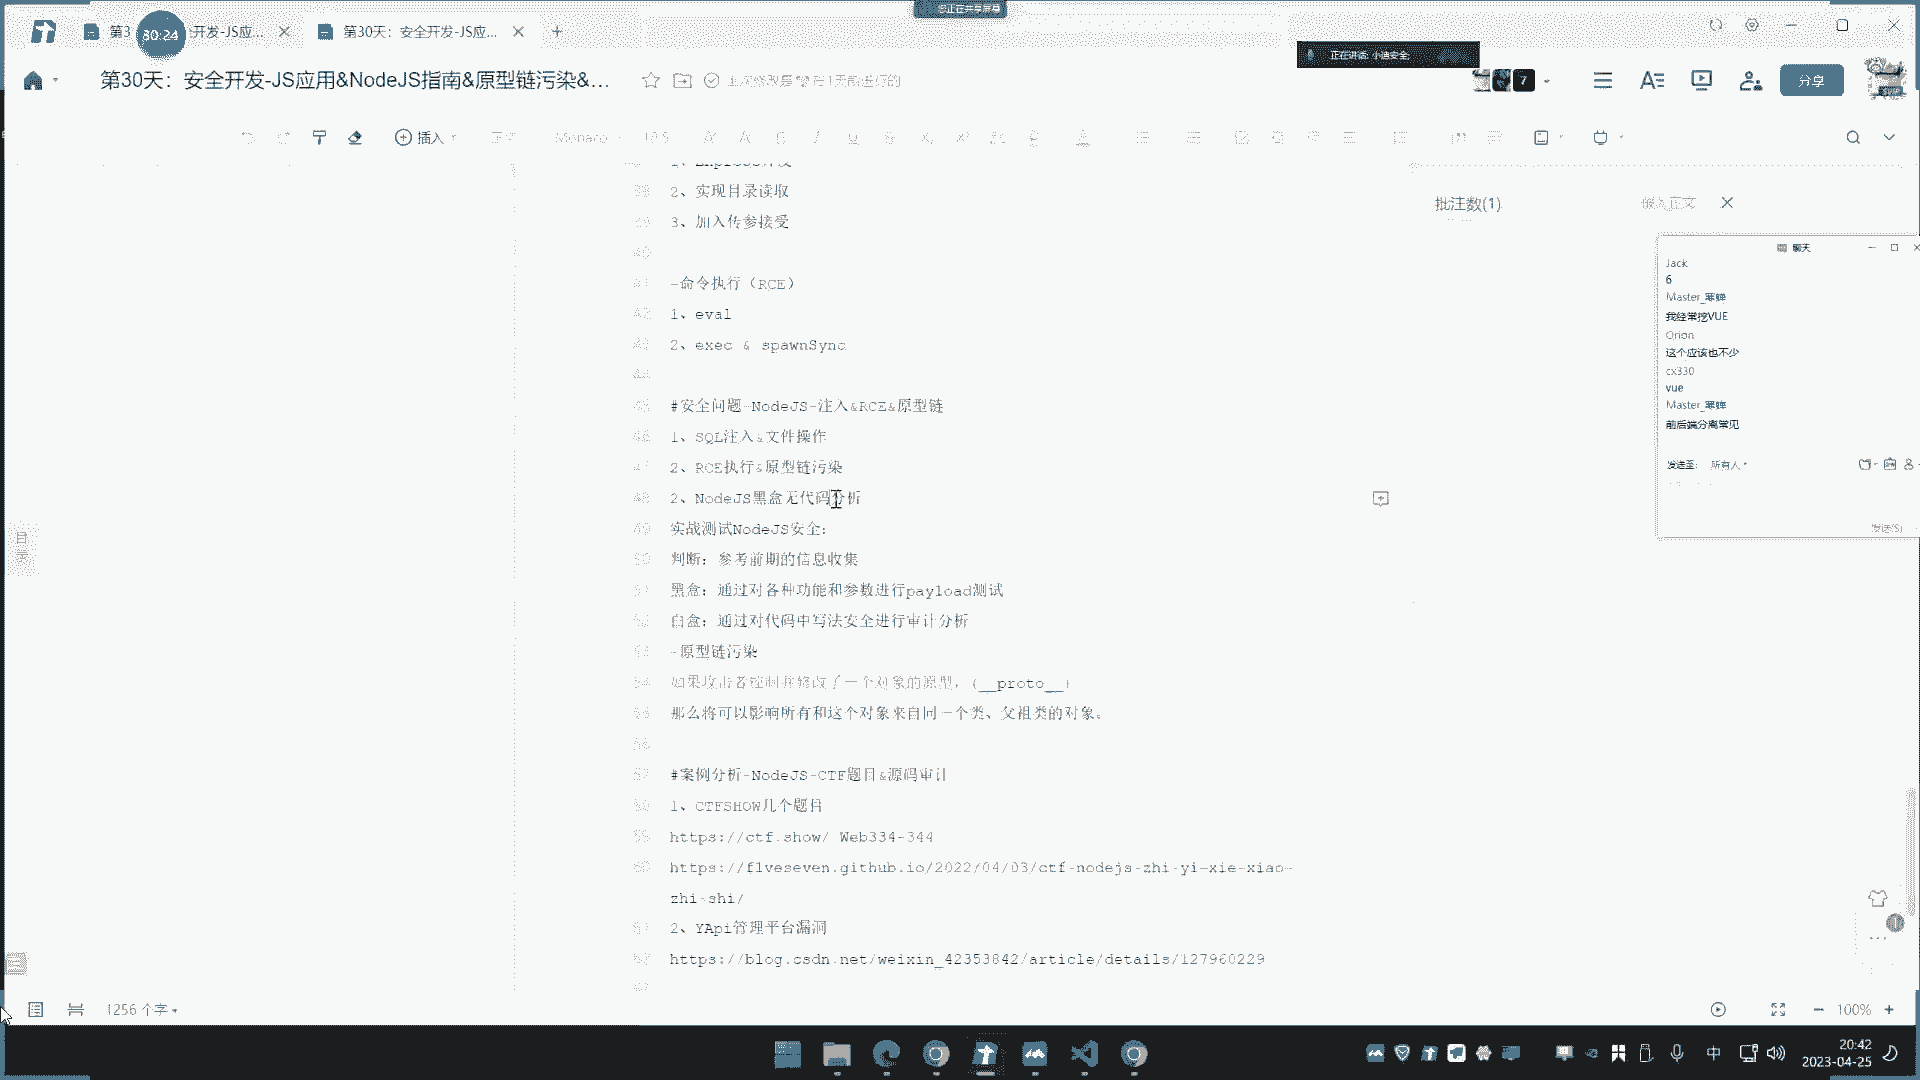 您正在共享屏幕
第3
30:24
开发-JS应...
第30天：安全开发-JS应...
正在讲话: 小迪安全;
第30天：安全开发-JS应用&NodeJS指南&原型链污染&...
7
分享
插入
Monaco
38 2、实现目录读取
39 3、加入传参接受
40
41 -命令执行（RCE）
42 1、eval
43 2、exec & spawnSync
44
45 #安全问题-NodeJS-注入&RCE&原型链
46 1、SQL注入&文件操作
47 2、RCE执行&原型链污染
48 2、NodeJS黑盒无代码分析
49 实战测试NodeJS安全：
50 判断：参考前期的信息收集
51 黑盒：通过对各种功能和参数进行payload测试
52 白盒：通过对代码中写法安全进行审计分析
53 -原型链污染
54 如果攻击者控制并修改了一个对象的原型，(__proto__)
55 那么将可以影响所有和这个对象来自同一个类、父祖类的对象。
56
57 #案例分析-NodeJS-CTF题目&源码审计
58 1、CTFSHOW几个题目
59 https://ctf.show/ Web334-344
60 https://f1veseven.github.io/2022/04/03/ctf-nodejs-zhi-yi-xie-xiao-
zhi-shi/
61 2、YApi管理平台漏洞
62 https://blog.csdn.net/weixin_42353842/article/details/127960229
批注数(1)
嵌入正文
聊天
Jack
6
Master_寒蝉
我经常挖VUE
Orion
这个应该也不少
cx330
vue
Master_寒蝉
前后端分离常见
发送至: 所有人
发送(S)
目
录
1256 个字
100%
中
20:42
2023-04-25